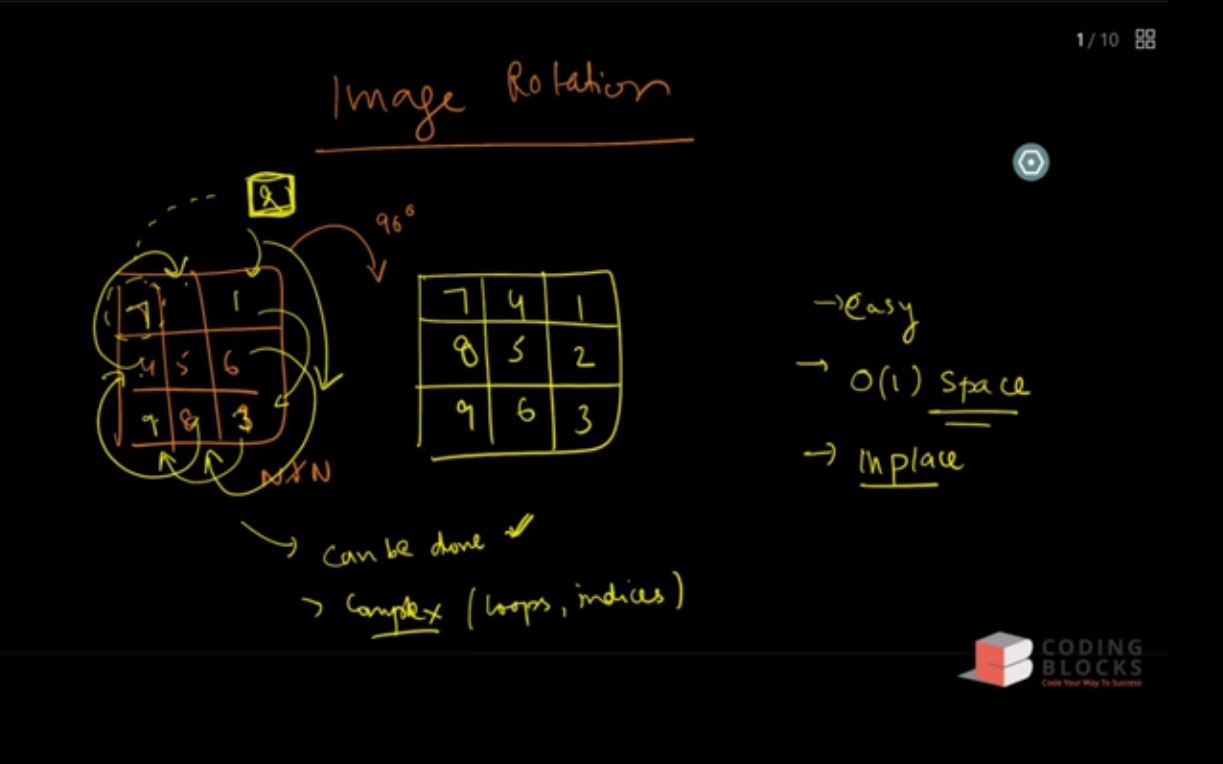 1 / 10
Image Rotation
2
90°
7 1
4 5 6
9 8 3
N×N
7 4 1
8 5 2
9 6 3
→ easy
→ O(1) Space
→ Inplace
→ Can be done ✓
→ Complex (loops, indices)
CODING
BLOCKS
Code Your Way To Success